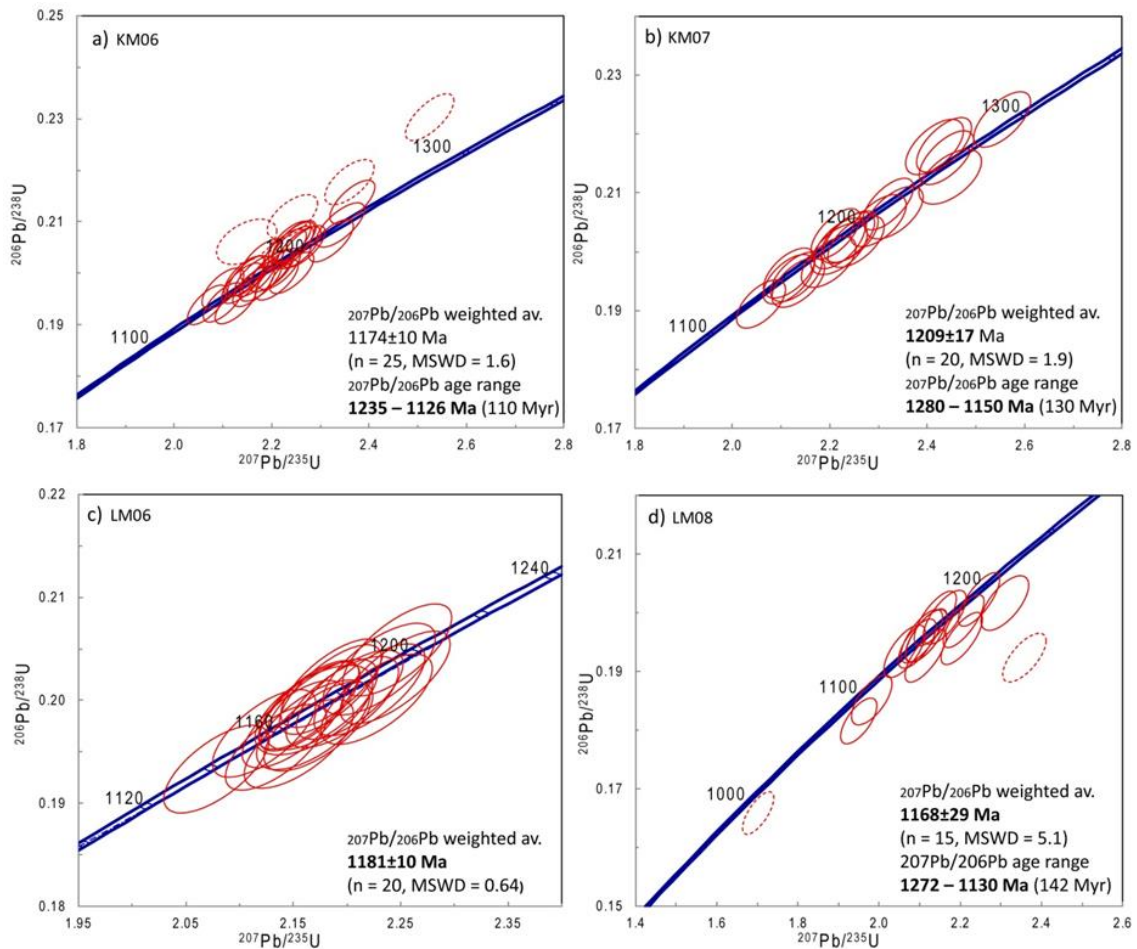 a) KM06
0.25
0.23
0.21
0.19
0.17
1300
1200
1100
206Pb/238U
207Pb/206Pb weighted av.
1174±10 Ma
(n = 25, MSWD = 1.6)
207Pb/206Pb age range
1235 – 1126 Ma (110 Myr)
1.8 2.0 2.2 2.4 2.6 2.8
207Pb/235U
b) KM07
0.23
0.21
0.19
0.17
1300
1200
1100
206Pb/238U
207Pb/206Pb weighted av.
1209±17 Ma
(n = 20, MSWD = 1.9)
207Pb/206Pb age range
1280 – 1150 Ma (130 Myr)
1.8 2.0 2.2 2.4 2.6 2.8
207Pb/235U
c) LM06
0.22
0.21
0.20
0.19
0.18
1240
1200
1160
1120
206Pb/238U
207Pb/206Pb weighted av.
1181±10 Ma
(n = 20, MSWD = 0.64)
1.95 2.05 2.15 2.25 2.35
207Pb/235U
d) LM08
0.21
0.19
0.17
0.15
1200
1100
1000
206Pb/238U
207Pb/206Pb weighted av.
1168±29 Ma
(n = 15, MSWD = 5.1)
207Pb/206Pb age range
1272 – 1130 Ma (142 Myr)
1.4 1.6 1.8 2.0 2.2 2.4 2.6
207Pb/235U